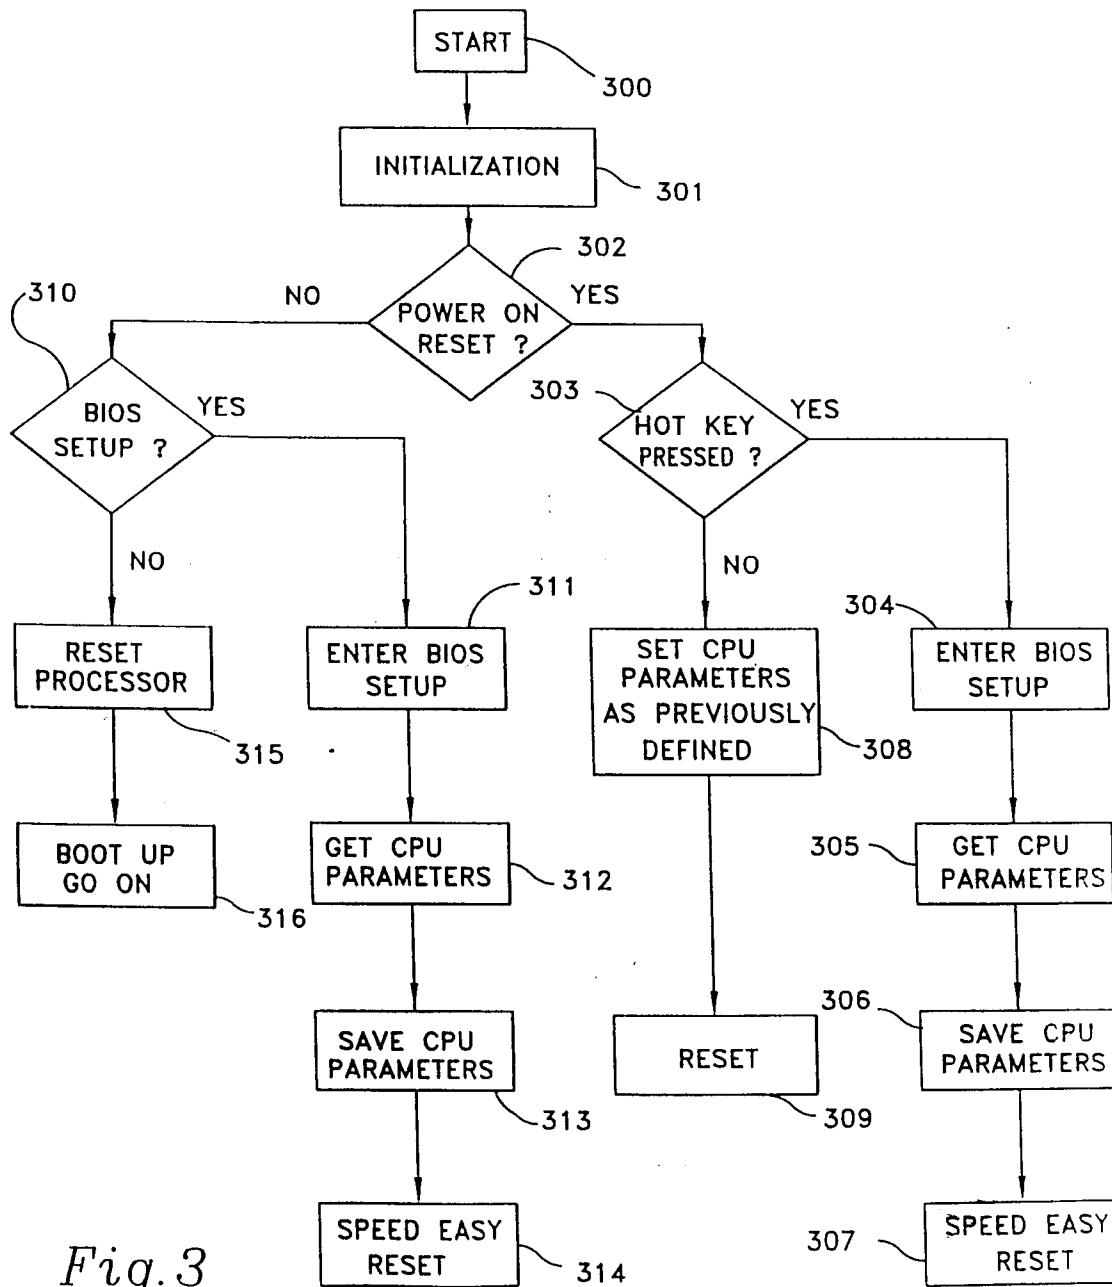 START
300
INITIALIZATION
301
302
POWER ON
RESET ?
NO
YES
310
BIOS
SETUP ?
YES
NO
303
HOT KEY
PRESSED ?
YES
NO
RESET
PROCESSOR
315
311
ENTER BIOS
SETUP
SET CPU
PARAMETERS
AS PREVIOUSLY
DEFINED
308
304
ENTER BIOS
SETUP
BOOT UP
GO ON
316
GET CPU
PARAMETERS
312
305
GET CPU
PARAMETERS
SAVE CPU
PARAMETERS
313
RESET
309
306
SAVE CPU
PARAMETERS
SPEED EASY
RESET
314
307
SPEED EASY
RESET
Fig.3